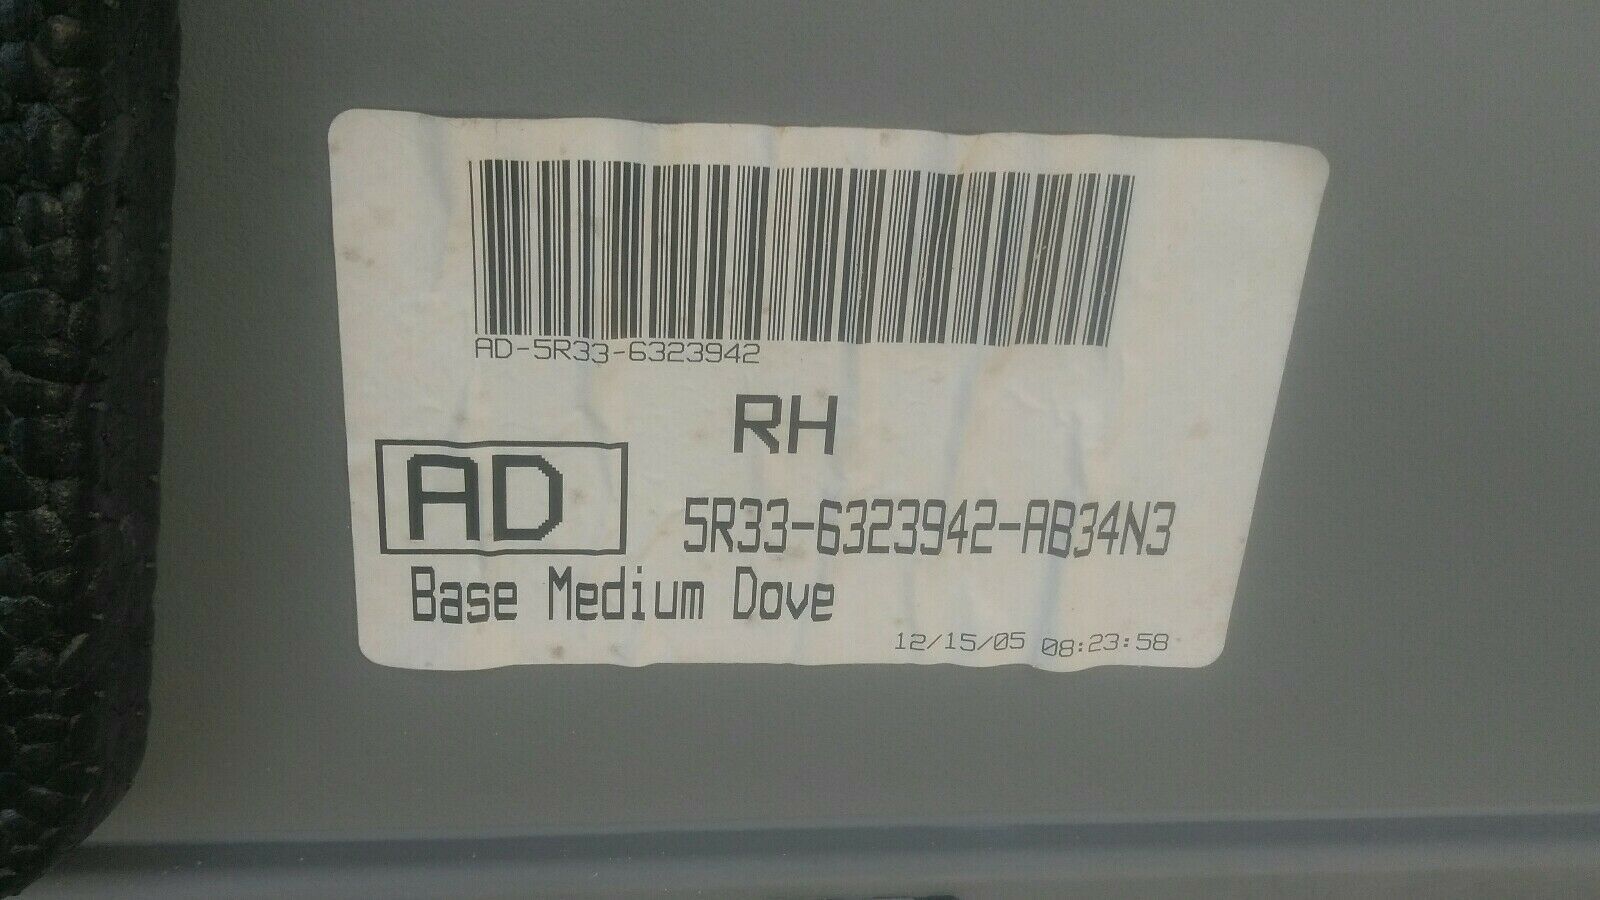 AD-5R33-6323942
RH
AD
5R33-6323942-AB34N3
Base Medium Dove
12/15/05 08:23:58